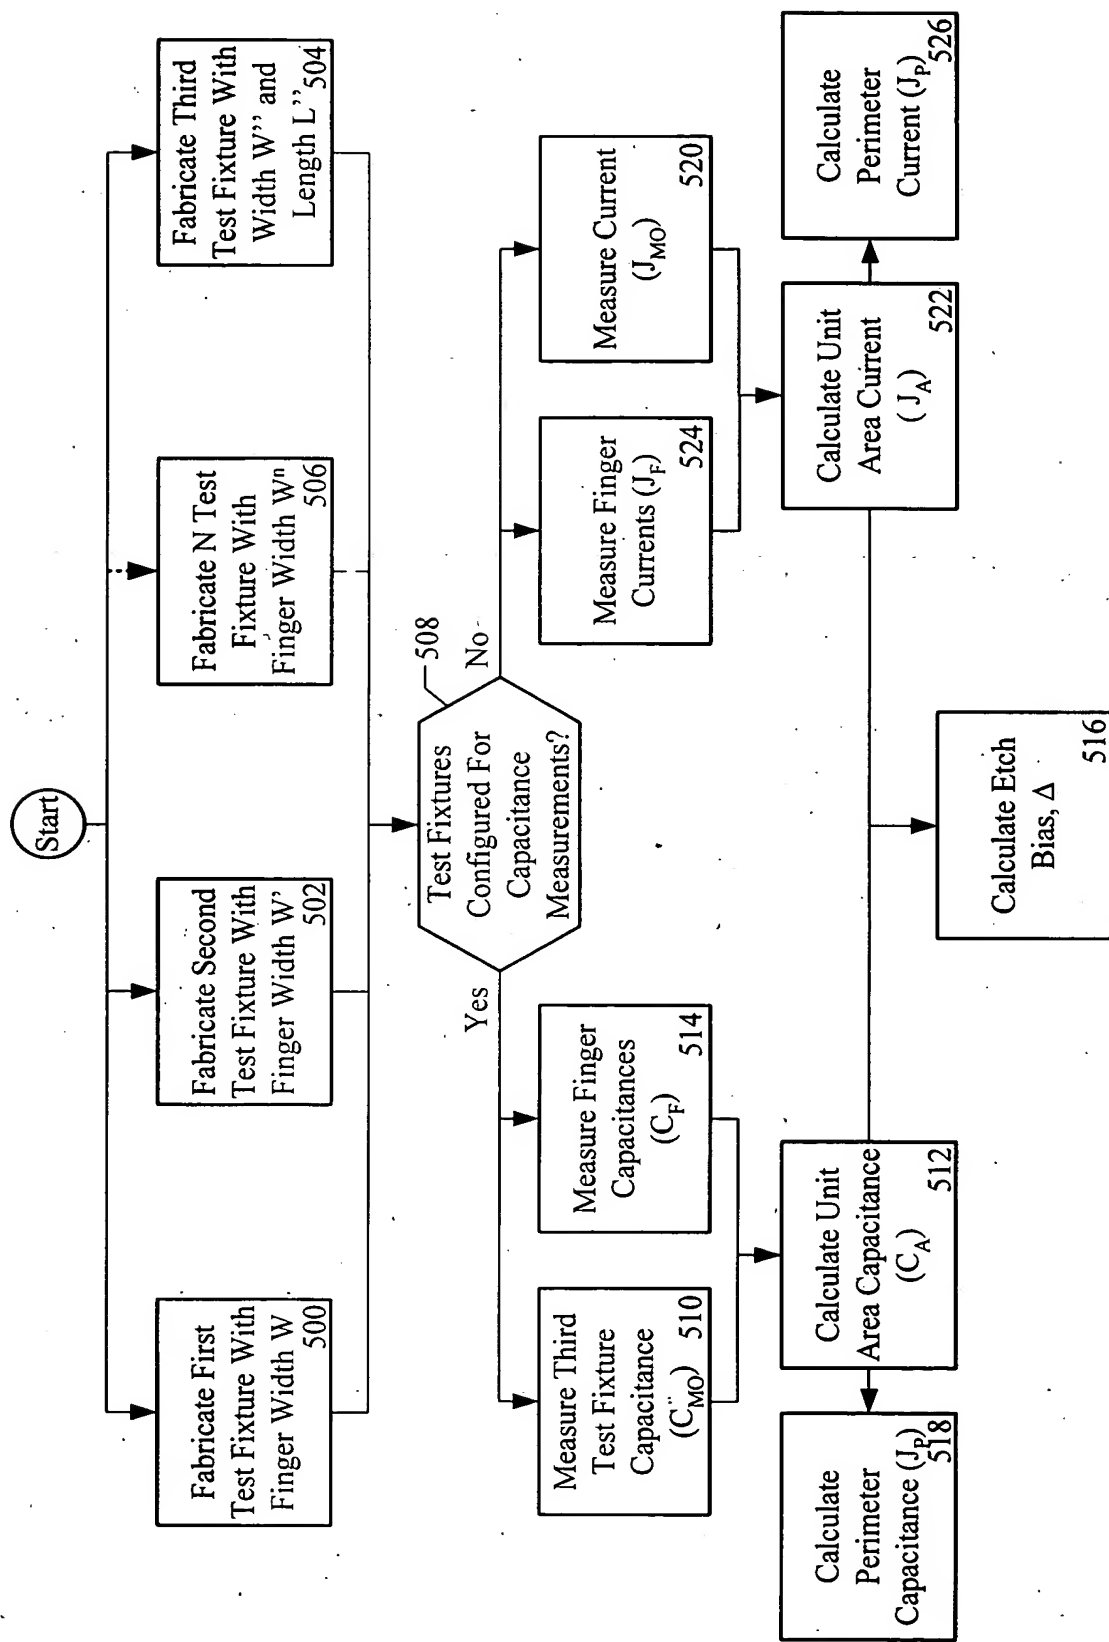 Start
Fabricate First
Test Fixture With
Finger Width W
500
Fabricate Second
Test Fixture With
Finger Width W'
502
Fabricate N Test
Fixture With
Finger Width Wⁿ
506
Fabricate Third
Test Fixture With
Width W'' and
Length L''
504
Test Fixtures
Configured For
Capacitance
Measurements?
508
Yes
No
Measure Third
Test Fixture
Capacitance
(C''MO)
510
Measure Finger
Capacitances
(CF)
514
Measure Finger
Currents (JF)
524
Measure Current
(JMO)
520
Calculate
Perimeter
Capacitance (JP)
518
Calculate Unit
Area Capacitance
(CA)
512
Calculate Unit
Area Current
(JA)
522
Calculate
Perimeter
Current (JP)
526
Calculate Etch
Bias, Δ
516